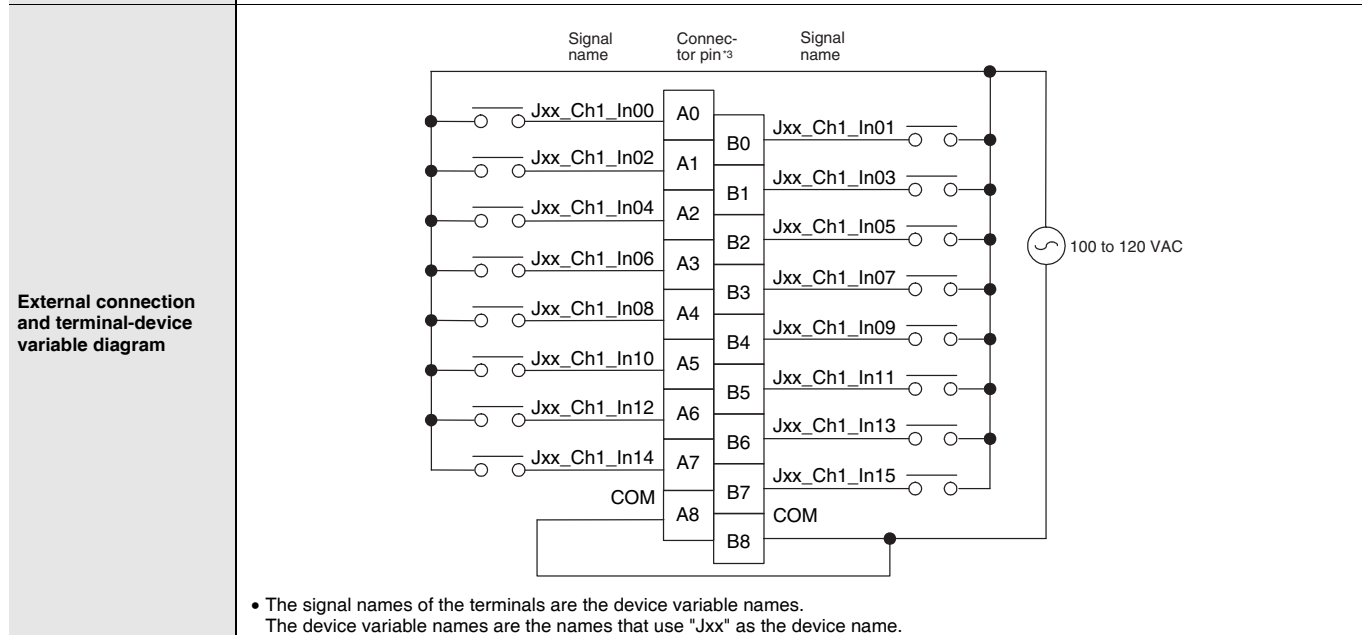 Signal
name
Connec-
tor pin*3
Signal
name
Jxx_Ch1_In00
A0
Jxx_Ch1_In01
B0
Jxx_Ch1_In02
A1
Jxx_Ch1_In03
B1
Jxx_Ch1_In04
A2
Jxx_Ch1_In05
B2
100 to 120 VAC
Jxx_Ch1_In06
A3
Jxx_Ch1_In07
B3
External connection
and terminal-device
variable diagram
Jxx_Ch1_In08
A4
Jxx_Ch1_In09
B4
Jxx_Ch1_In10
A5
Jxx_Ch1_In11
B5
Jxx_Ch1_In12
A6
Jxx_Ch1_In13
B6
Jxx_Ch1_In14
A7
Jxx_Ch1_In15
B7
COM
A8
COM
B8
• The signal names of the terminals are the device variable names.
The device variable names are the names that use "Jxx" as the device name.